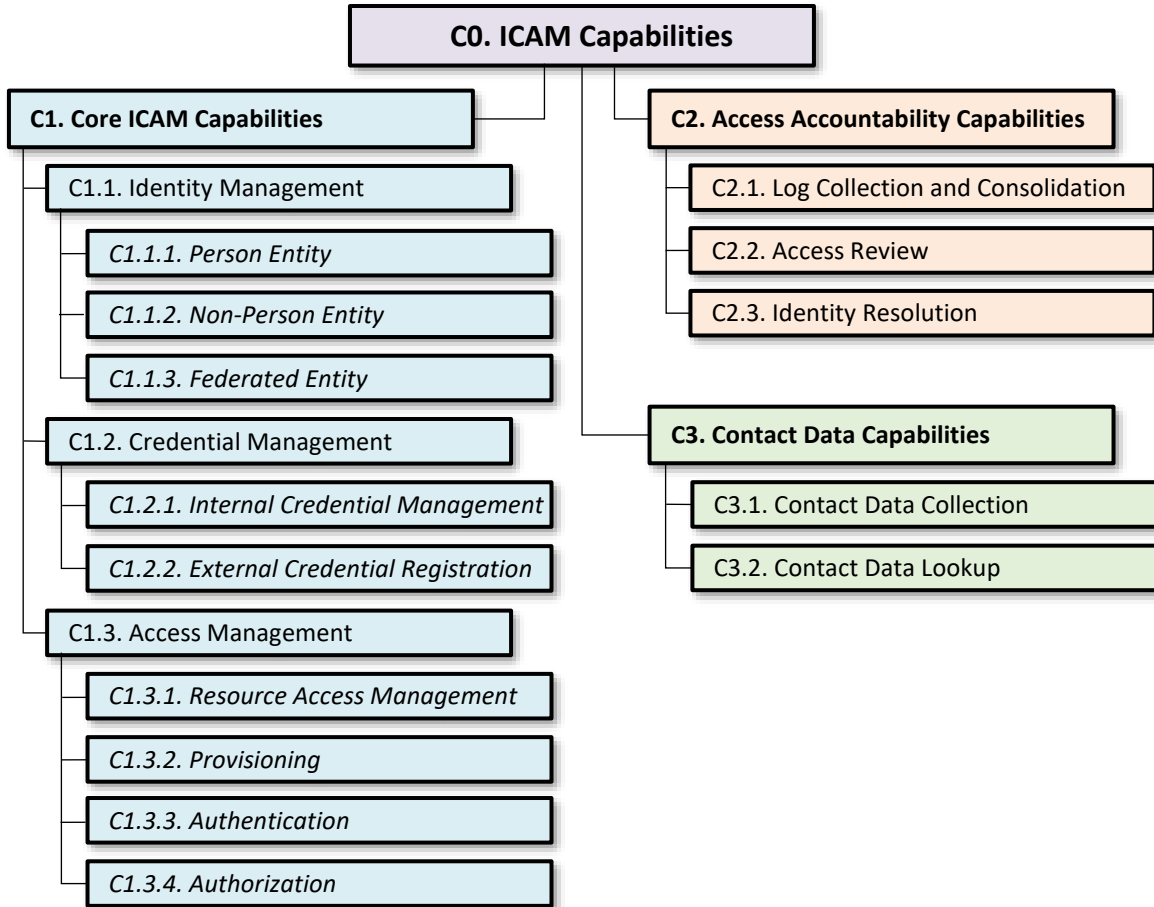 C0. ICAM Capabilities
C1. Core ICAM Capabilities
C1.1. Identity Management
C1.1.1. Person Entity
C1.1.2. Non-Person Entity
C1.1.3. Federated Entity
C1.2. Credential Management
C1.2.1. Internal Credential Management
C1.2.2. External Credential Registration
C1.3. Access Management
C1.3.1. Resource Access Management
C1.3.2. Provisioning
C1.3.3. Authentication
C1.3.4. Authorization
C2. Access Accountability Capabilities
C2.1. Log Collection and Consolidation
C2.2. Access Review
C2.3. Identity Resolution
C3. Contact Data Capabilities
C3.1. Contact Data Collection
C3.2. Contact Data Lookup